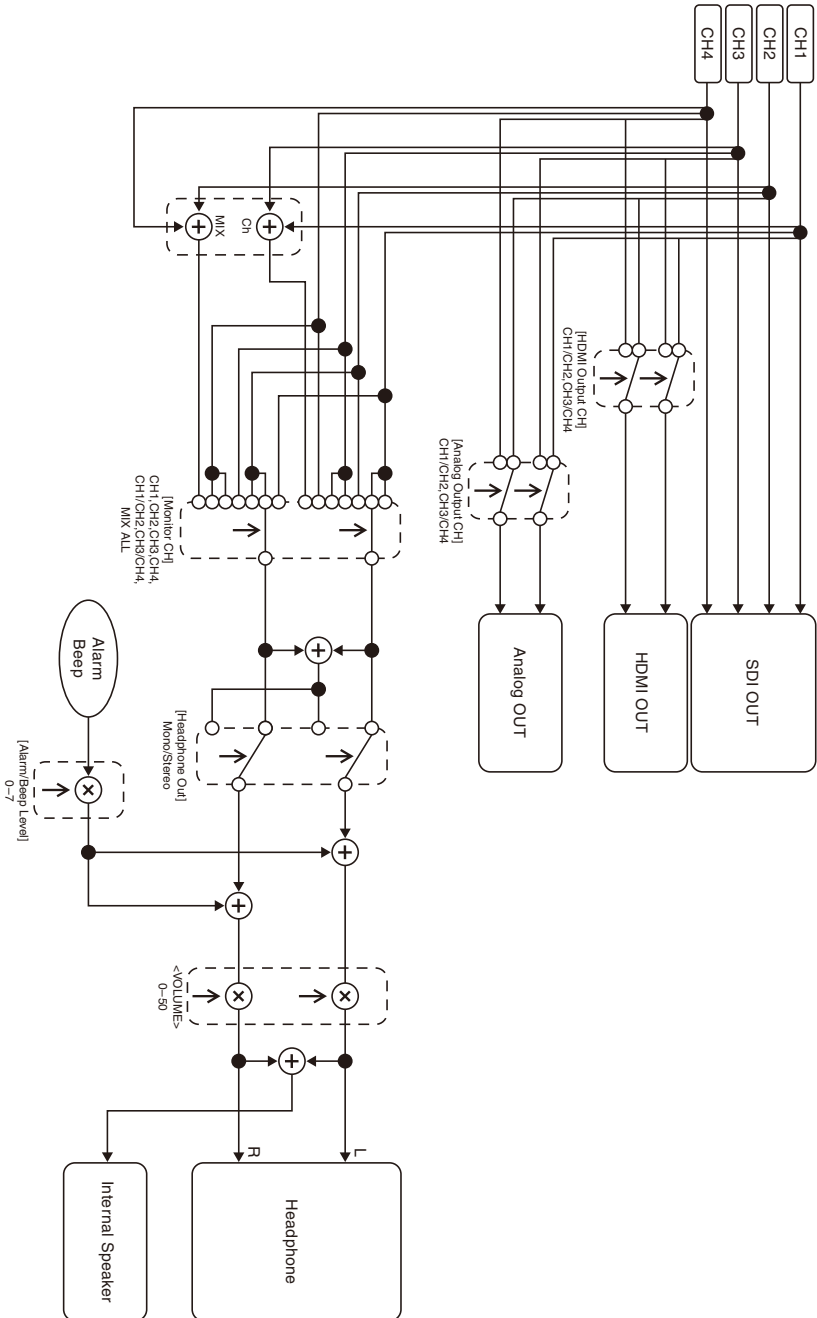 CH1
CH2
CH3
CH4
SDI OUT
[HDMI Output CH]
CH1/CH2,CH3/CH4
HDMI OUT
[Analog Output CH]
CH1/CH2,CH3/CH4
Analog OUT
Ch
MIX
[Monitor CH]
CH1,CH2,CH3,CH4,
CH1/CH2,CH3/CH4,
MIX ALL
[Headphone Out]
Mono/Stereo
Alarm
Beep
[Alarm/Beep Level]
0–7
<VOLUME>
0–50
L
R
Headphone
Internal Speaker